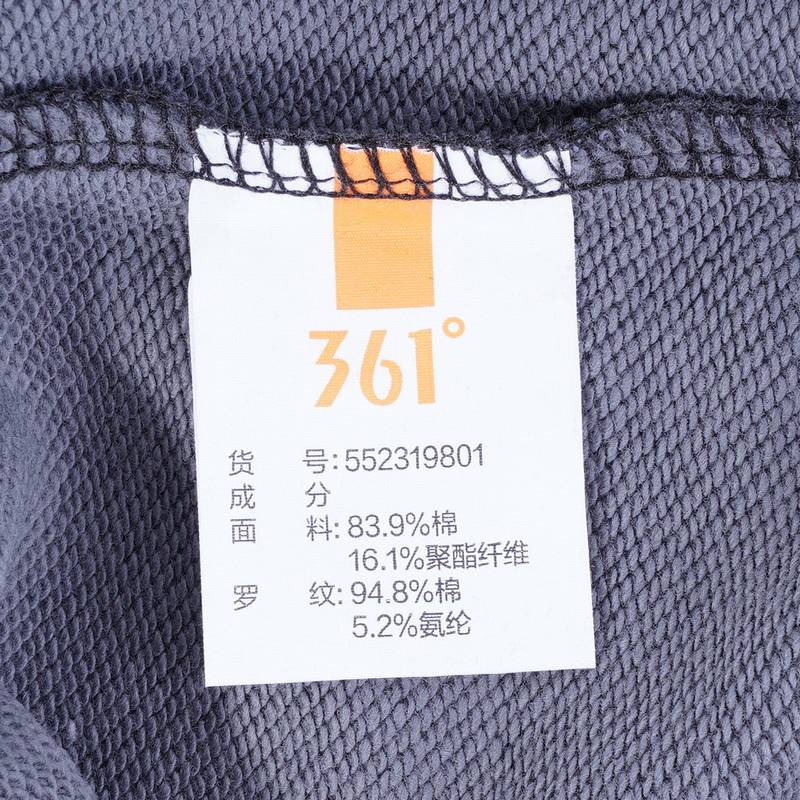 361°
货 号:552319801
成 分
面 料:83.9%棉
16.1%聚酯纤维
罗 纹:94.8%棉
5.2%氨纶